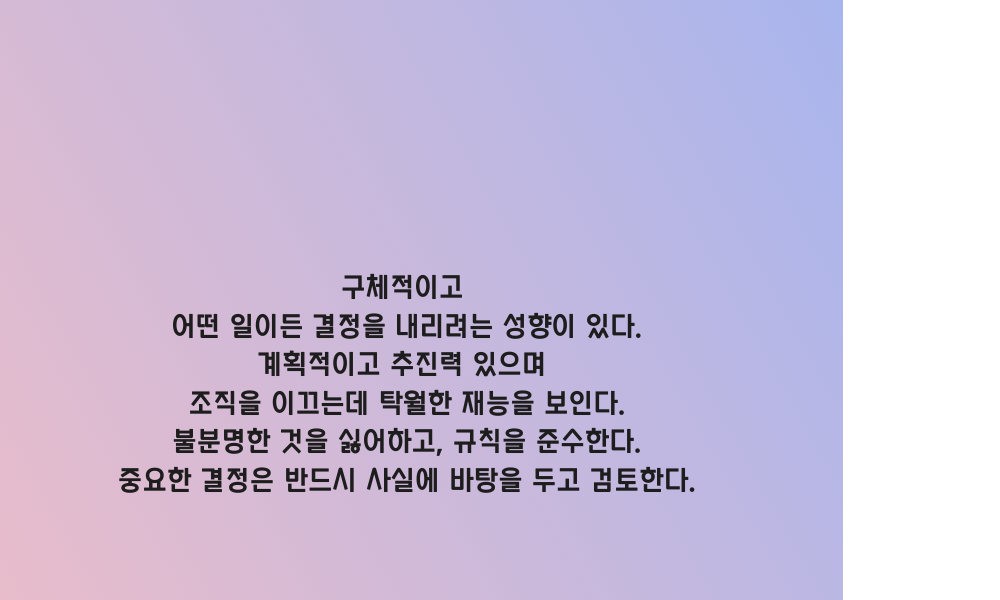 구체적이고
어떤 일이든 결정을 내리려는 성향이 있다.
계획적이고 추진력 있으며
조직을 이끄는데 탁월한 재능을 보인다.
불분명한 것을 싫어하고, 규칙을 준수한다.
중요한 결정은 반드시 사실에 바탕을 두고 검토한다.